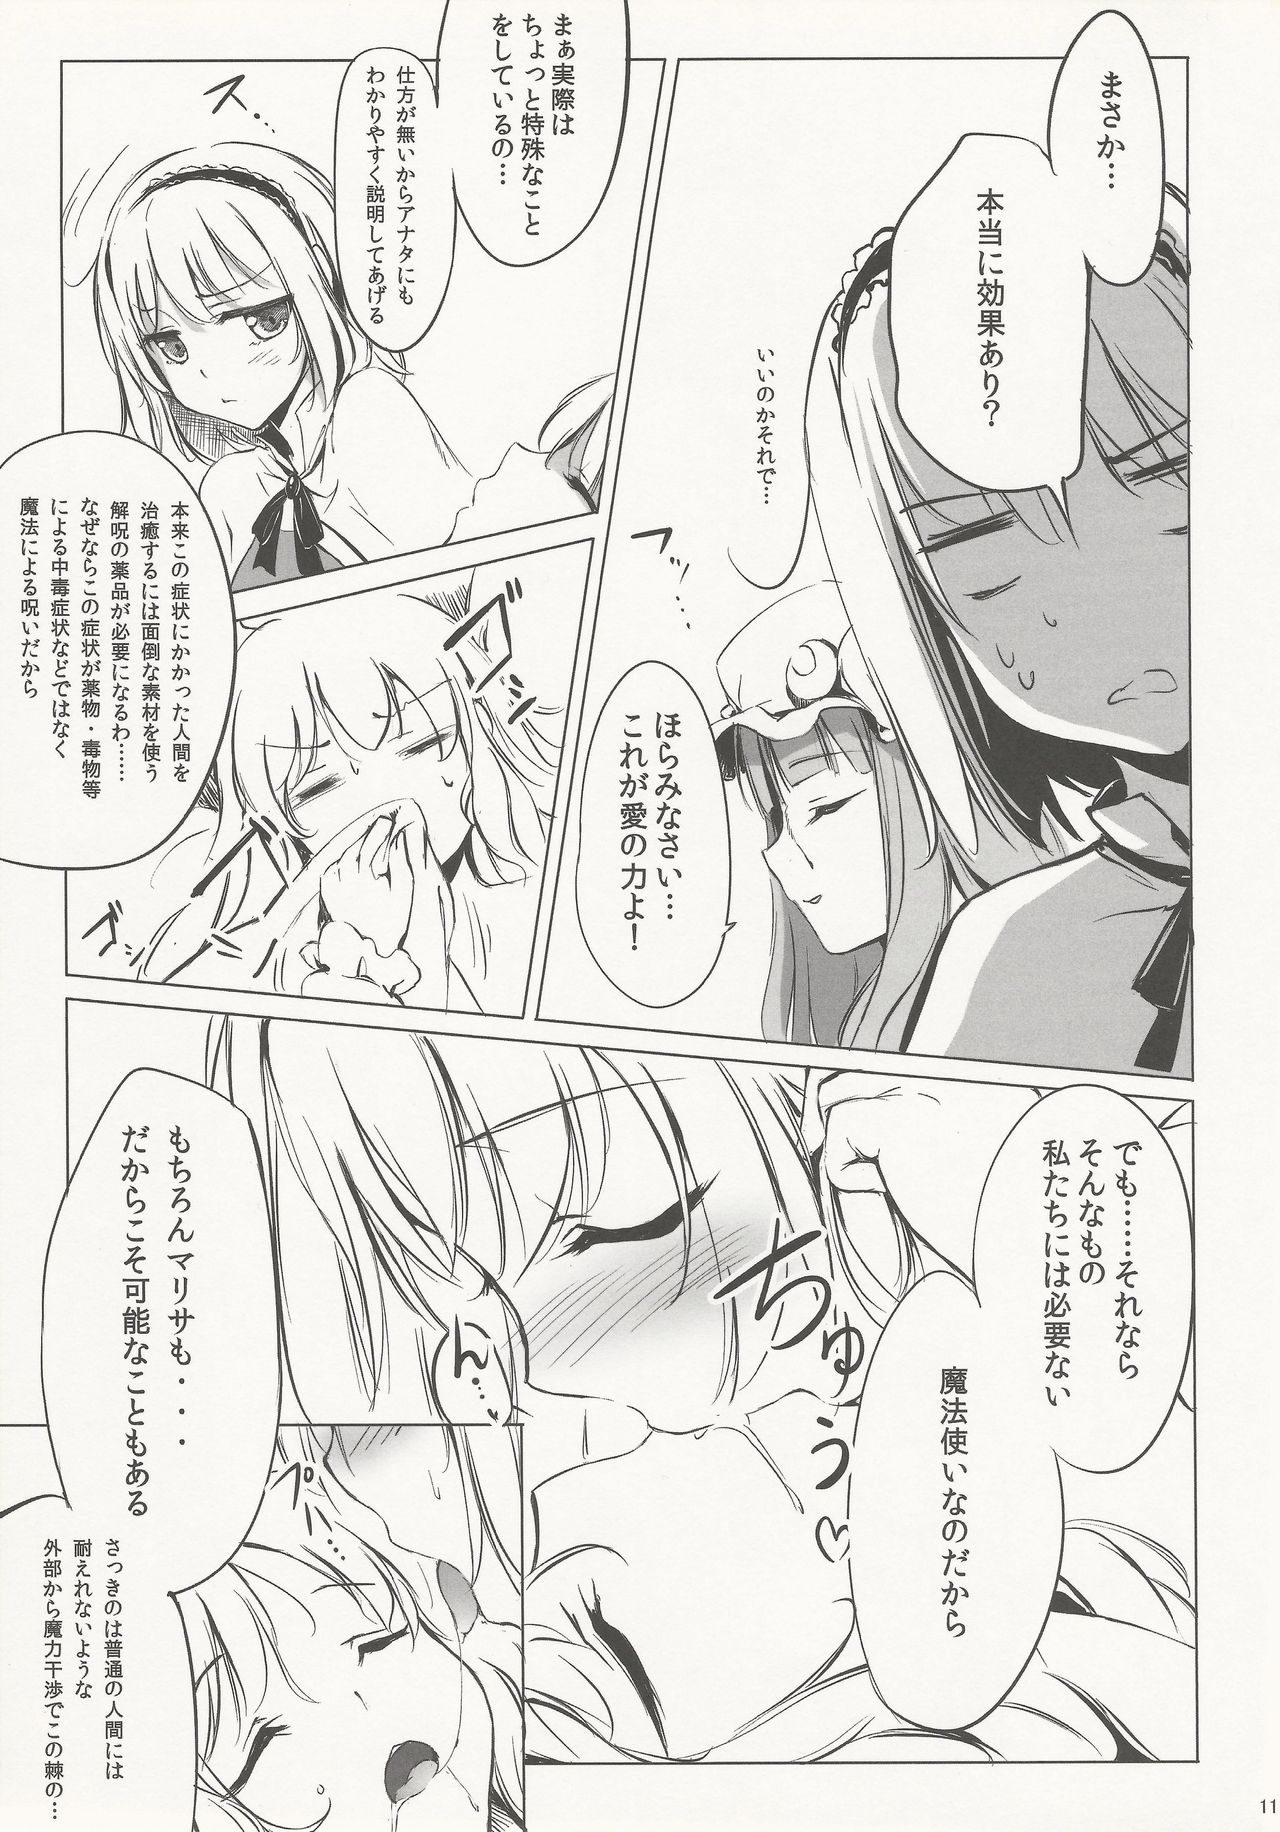 まさか…
本当に効果あり？
いいのかそれで…
ほらみなさい…
これが愛の力よ！
まぁ実際は
ちょっと特殊なこと
をしているの…
仕方が無いからアナタにも
わかりやすく説明してあげる
ス．．
本来この症状にかかった人間を
治癒するには面倒な素材を使う
解呪の薬品が必要になるわ……
なぜならこの症状が薬物・毒物等
による中毒症状などではなく
魔法による呪いだから
でも……それなら
そんなもの
私たちには必要ない
魔法使いなのだから
ちゅう♡
ん…♡
もちろんマリサも・・・
だからこそ可能なこともある
ぷ…
さっきのは普通の人間には
耐えれないような
外部から魔力干渉でこの棘の…
11